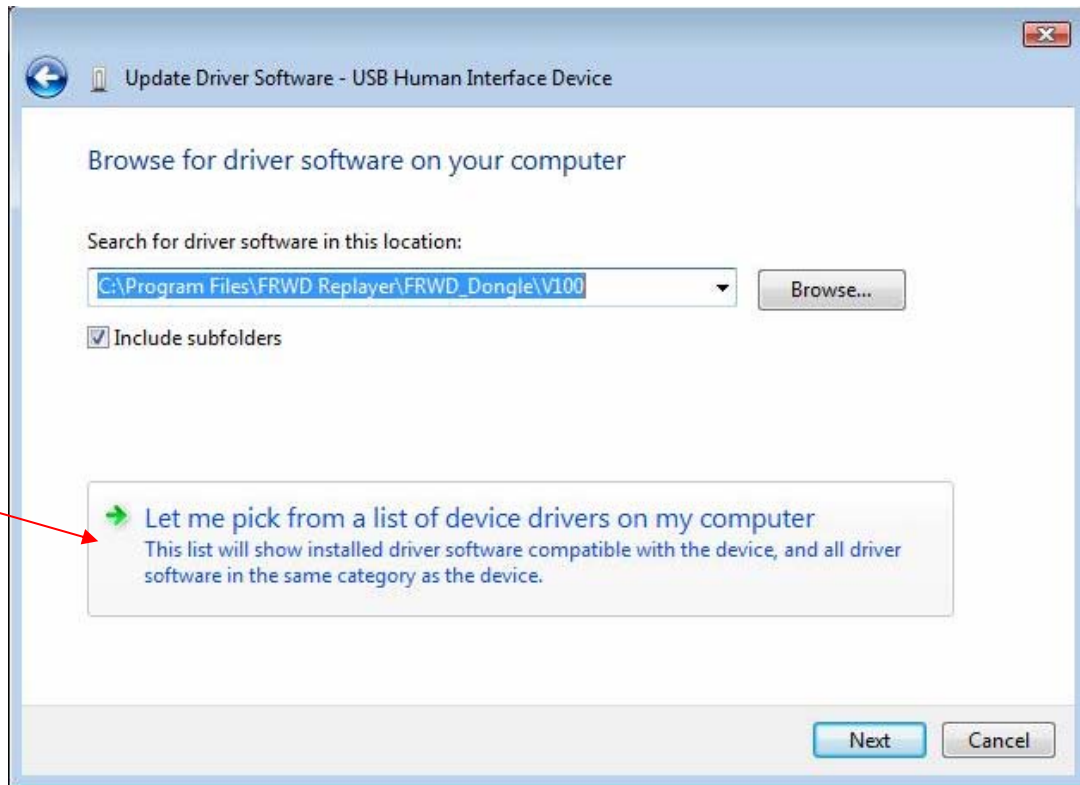 Update Driver Software - USB Human Interface Device
Browse for driver software on your computer
Search for driver software in this location:
C:\Program Files\FRWD Replayer\FRWD_Dongle\V100
Browse...
Include subfolders
Let me pick from a list of device drivers on my computer
This list will show installed driver software compatible with the device, and all driver
software in the same category as the device.
Next
Cancel